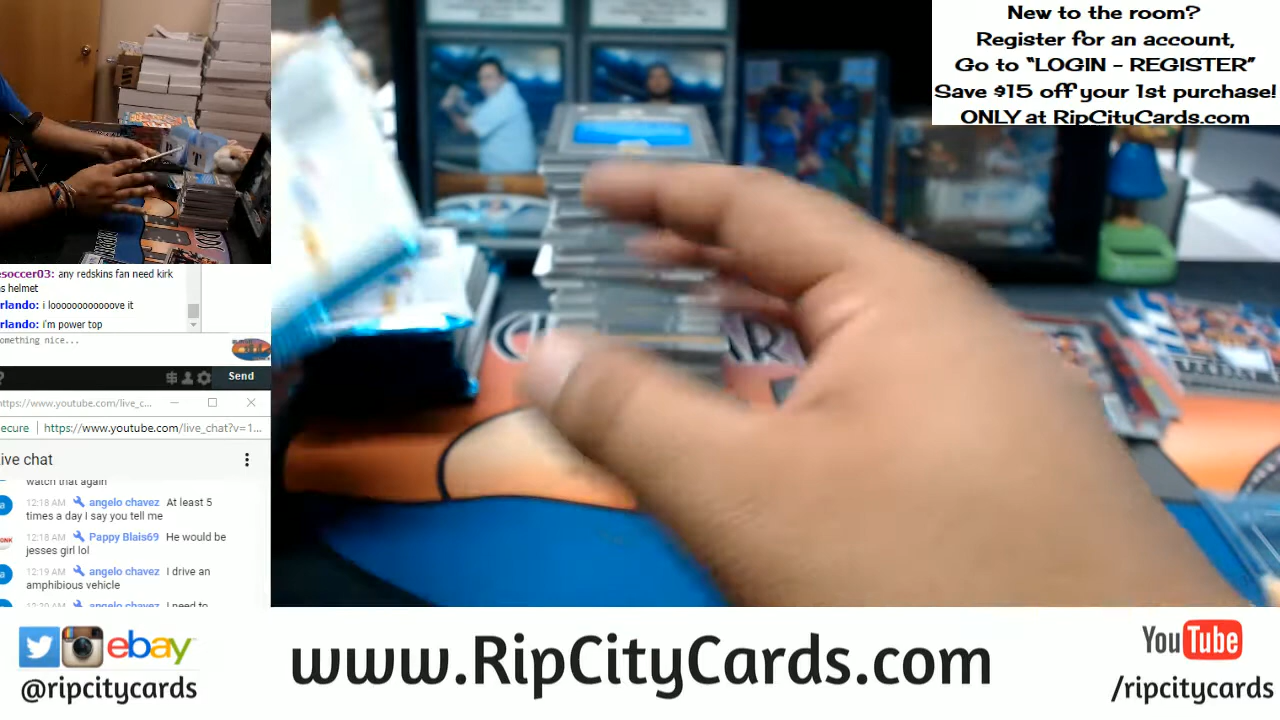 New to the room?
Register for an account,
Go to “LOGIN - REGISTER”
Save $15 off your 1st purchase!
ONLY at RipCityCards.com
esoccer03: any redskins fan need kirk
s helmet
rlando: i looooooooooove it
rlando: i'm power top
omething nice...
Send
https://www.youtube.com/live_c...
ecure
https://www.youtube.com/live_chat?v=1...
ive chat
watch that again
12:18 AM angelo chavez At least 5
times a day I say you tell me
12:18 AM Pappy Blais69 He would be
jesses girl lol
12:19 AM angelo chavez I drive an
amphibious vehicle
angelo chavez I need to
ebay
@ripcitycards
www.RipCityCards.com
YouTube
/ripcitycards